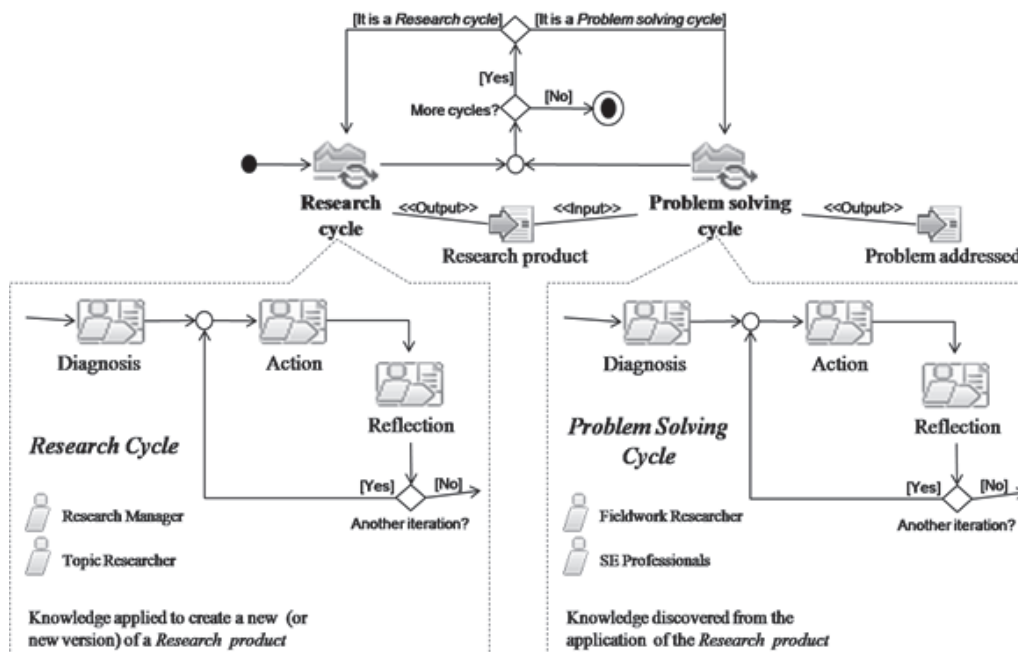 [It is a Research cycle]
[It is a Problem solving cycle]
[Yes]
More cycles?
[No]
Research
cycle
<<Output>>
Research product
<<Input>>
Problem solving
cycle
<<Output>>
Problem addressed
Diagnosis
Action
Reflection
Research Cycle
[Yes]
[No]
Another iteration?
Research Manager
Topic Researcher
Knowledge applied to create a new (or
new version) of a Research product
Diagnosis
Action
Reflection
Problem Solving
Cycle
[Yes]
[No]
Another iteration?
Fieldwork Researcher
SE Professionals
Knowledge discovered from the
application of the Research product